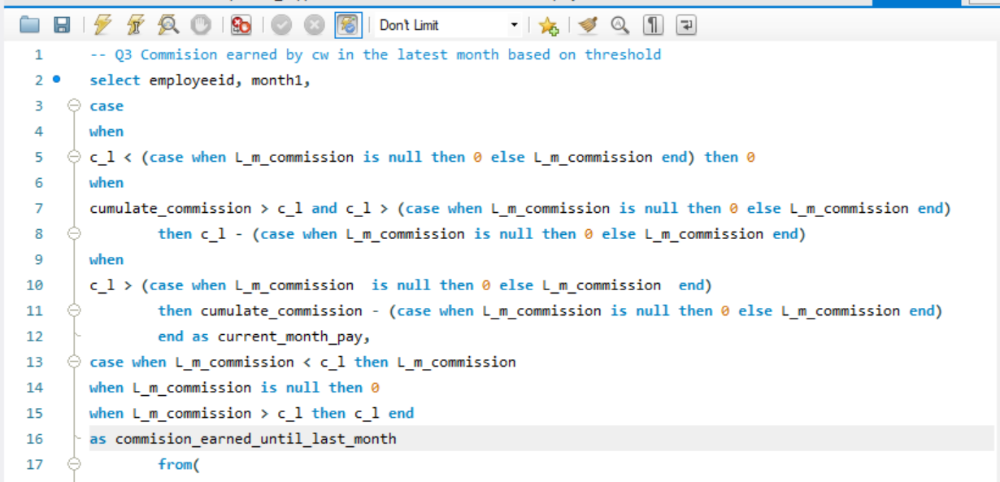 Don't Limit
1 -- Q3 Commision earned by cw in the latest month based on threshold
2 select employeeid, month1,
3 case
4 when
5 c_l < (case when L_m_commission is null then 0 else L_m_commission end) then 0
6 when
7 cumulate_commission > c_l and c_l > (case when L_m_commission is null then 0 else L_m_commission end)
8 then c_l - (case when L_m_commission is null then 0 else L_m_commission end)
9 when
10 c_l > (case when L_m_commission  is null then 0 else L_m_commission  end)
11 then cumulate_commission - (case when L_m_commission is null then 0 else L_m_commission end)
12 end as current_month_pay,
13 case when L_m_commission < c_l then L_m_commission
14 when L_m_commission is null then 0
15 when L_m_commission > c_l then c_l end
16 as commision_earned_until_last_month
17 from(